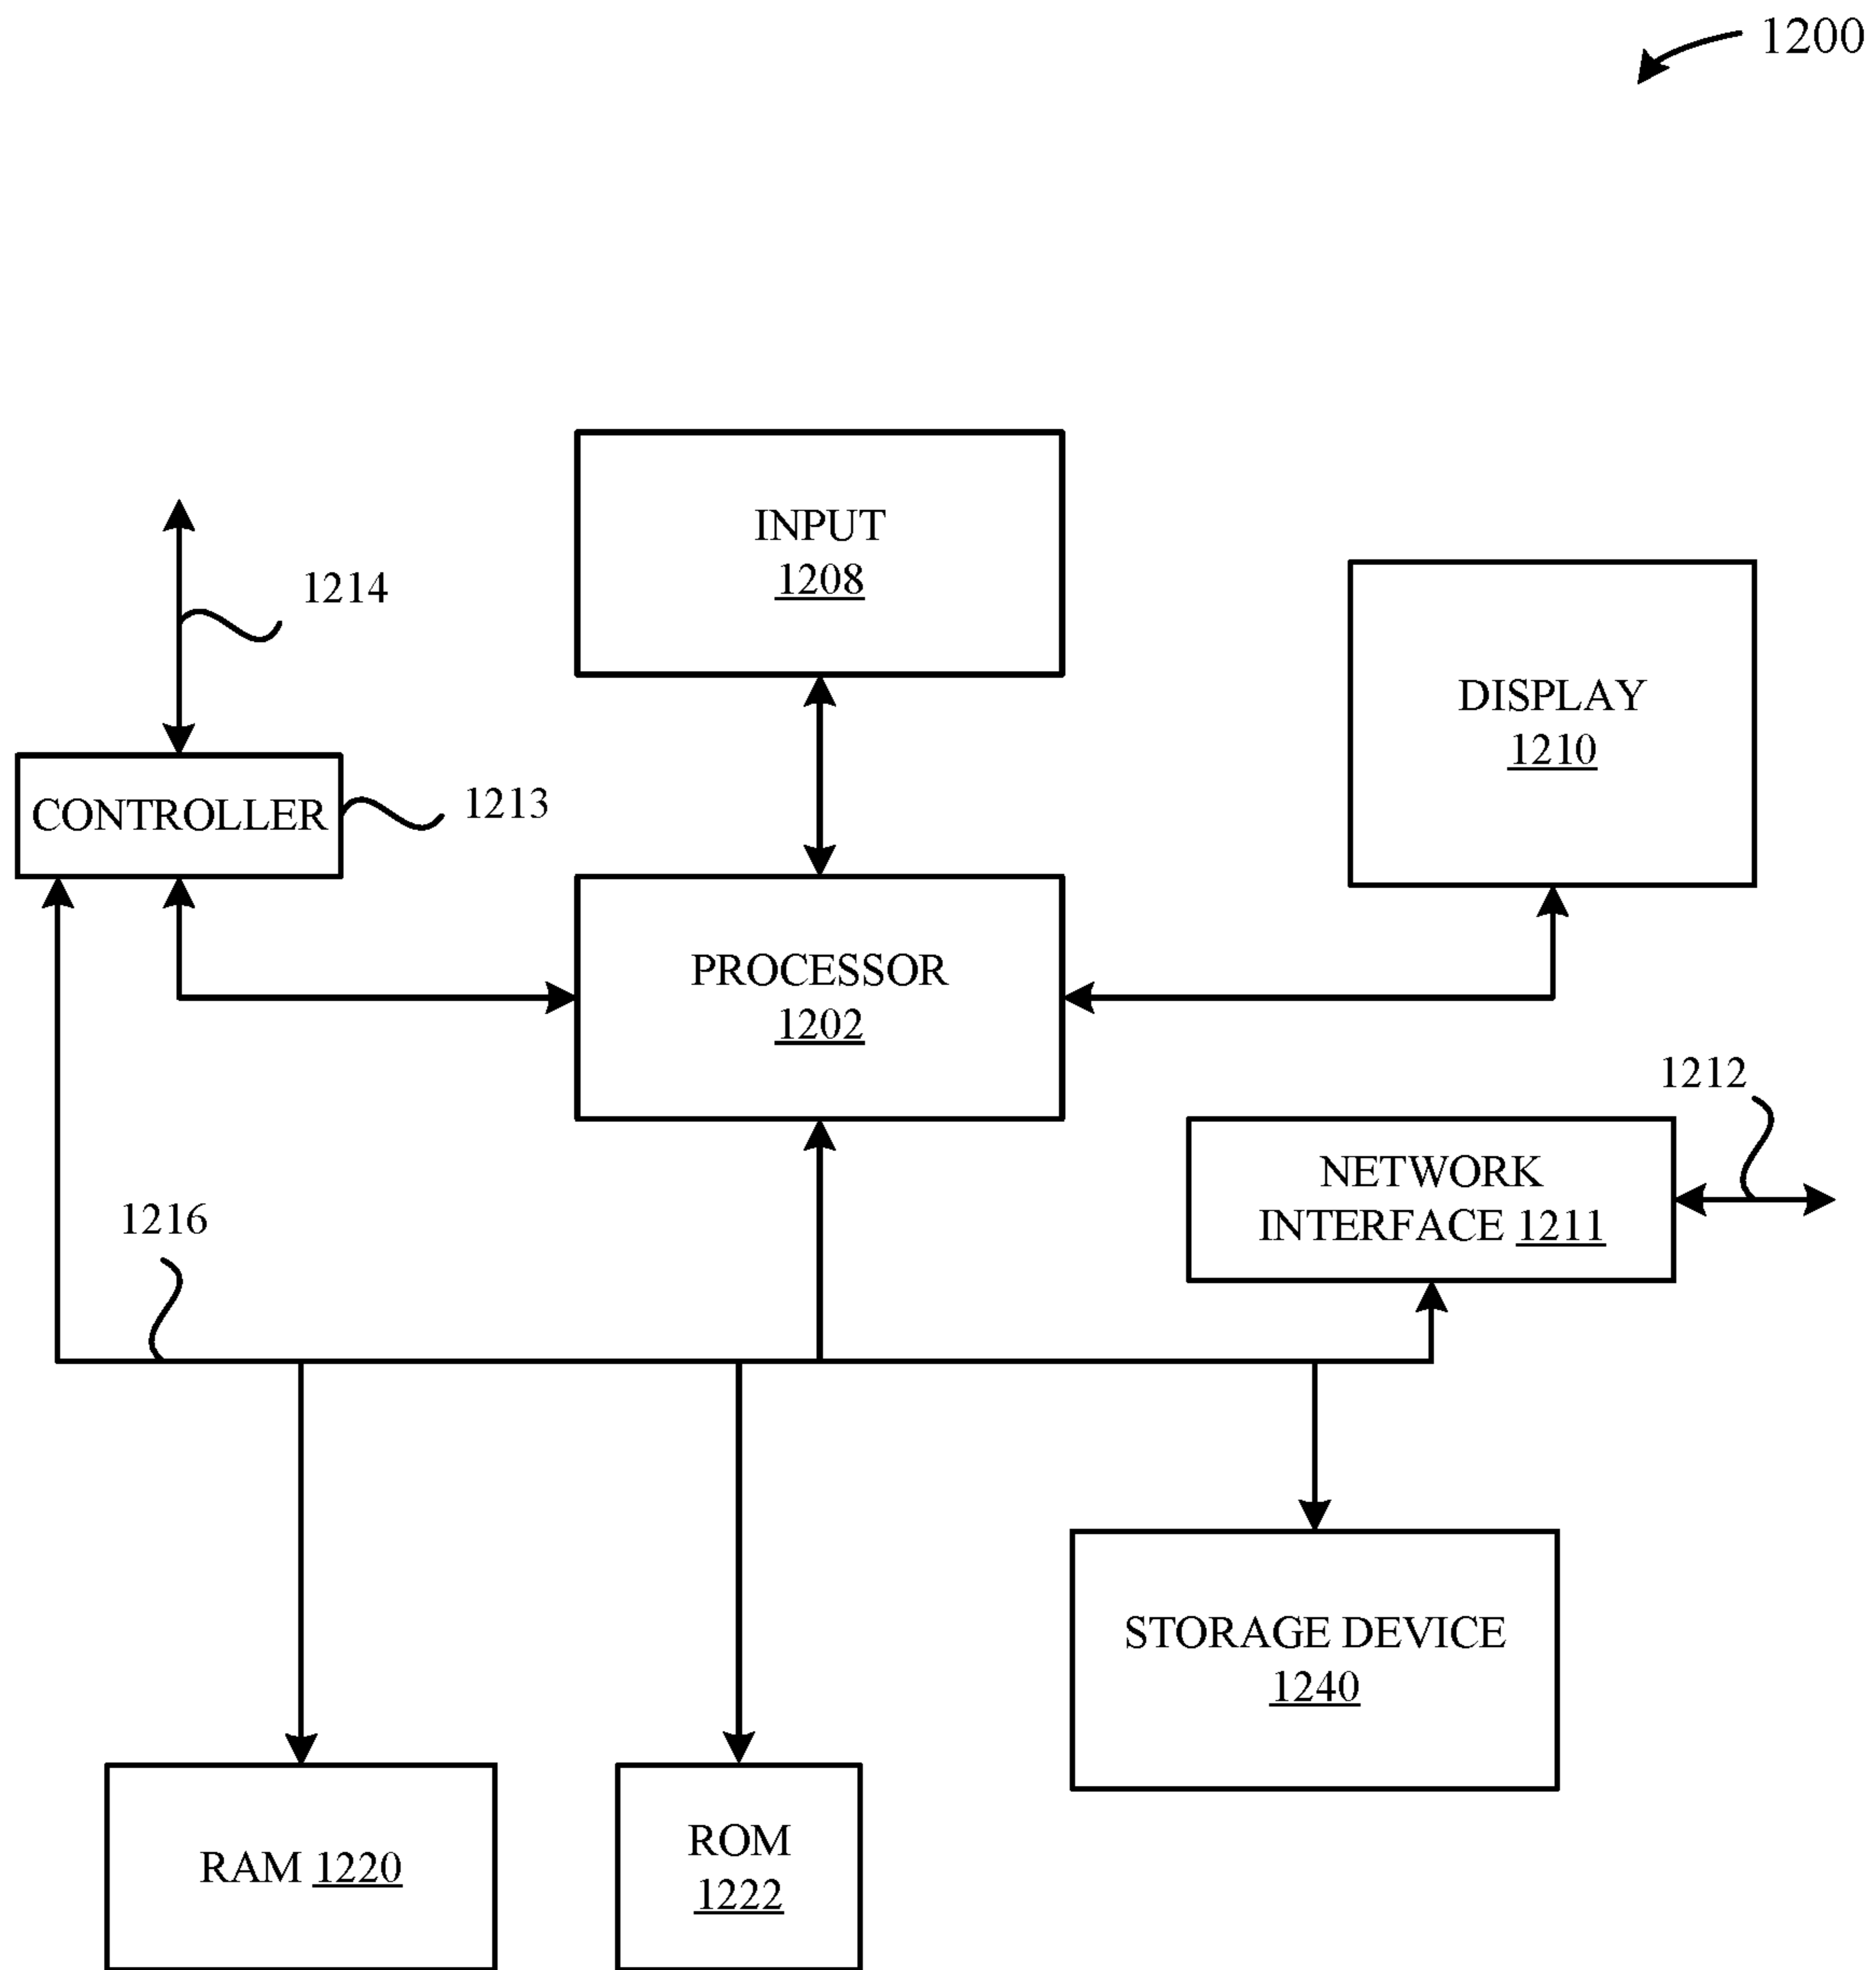 1200
INPUT
1208
1214
DISPLAY
1210
CONTROLLER
1213
PROCESSOR
1202
1212
NETWORK
INTERFACE 1211
1216
STORAGE DEVICE
1240
RAM 1220
ROM
1222